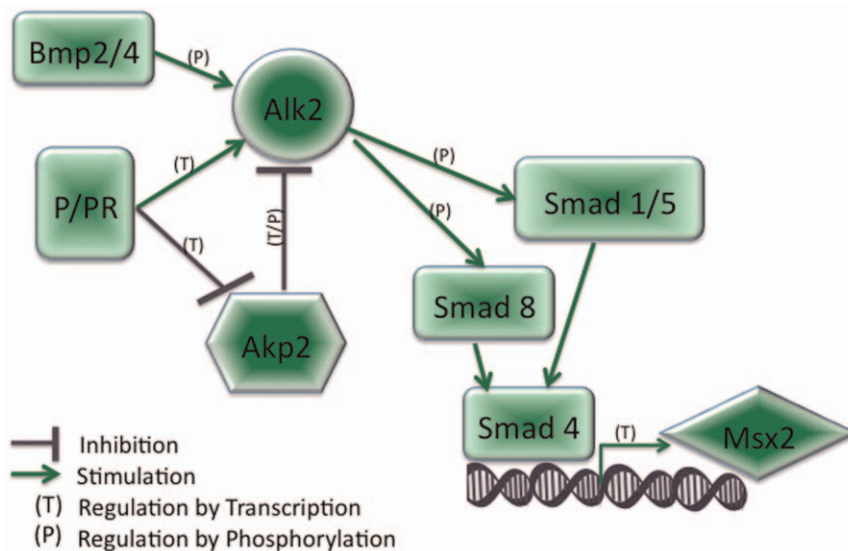 Bmp2/4
(P)
Alk2
(T)
(P)
P/PR
Smad 1/5
(P)
(T)
(T/P)
Smad 8
Akp2
Smad 4
(T)
Msx2
Inhibition
Stimulation
(T) Regulation by Transcription
(P) Regulation by Phosphorylation